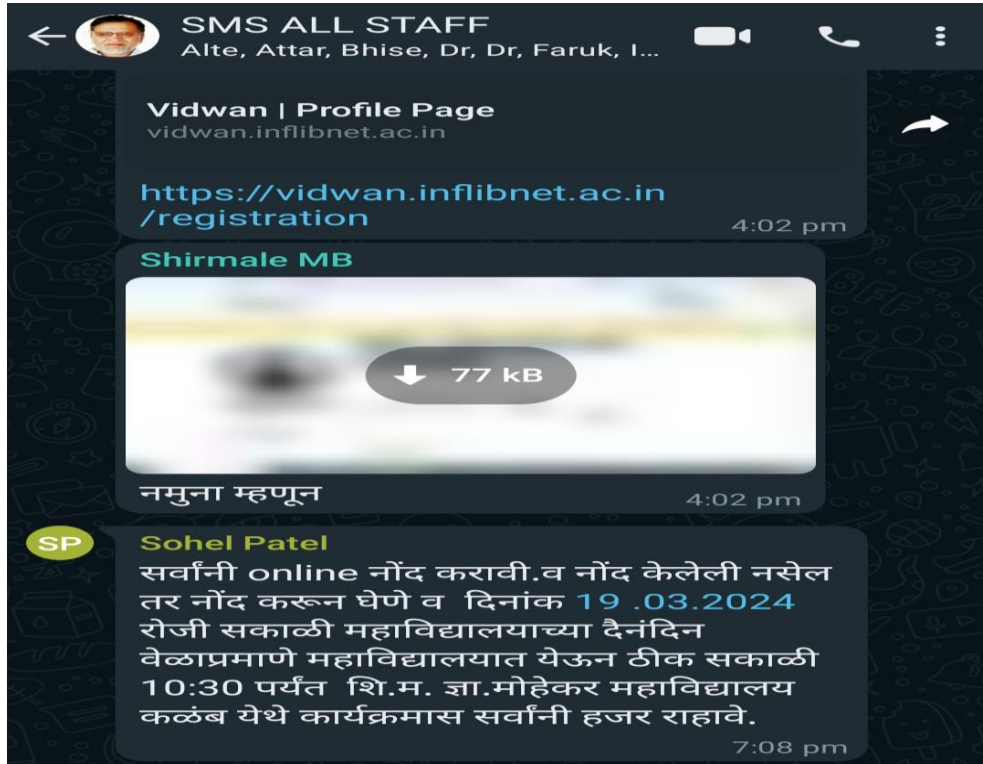 SMS ALL STAFF
Alte, Attar, Bhise, Dr, Dr, Faruk, I...
Vidwan | Profile Page
vidwan.inflibnet.ac.in
https://vidwan.inflibnet.ac.in
/registration
4:02 pm
Shirmale MB
77 kB
नमुना म्हणून
4:02 pm
SP
Sohel Patel
सर्वांनी online नोंद करावी.व नोंद केलेली नसेल
तर नोंद करून घेणे व दिनांक 19 .03.2024
रोजी सकाळी महाविद्यालयाच्या दैनंदिन
वेळाप्रमाणे महाविद्यालयात येऊन ठीक सकाळी
10:30 पर्यंत शि.म. ज्ञा.मोहेकर महाविद्यालय
कळंब येथे कार्यक्रमास सर्वांनी हजर राहावे.
7:08 pm